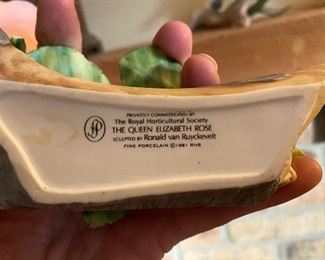 PRIVATELY COMMISSIONED BY
The Royal Horticultural Society
THE QUEEN ELIZABETH ROSE
SCULPTED BY Ronald van Ruyckevelt
FINE PORCELAIN © 1981 RHS